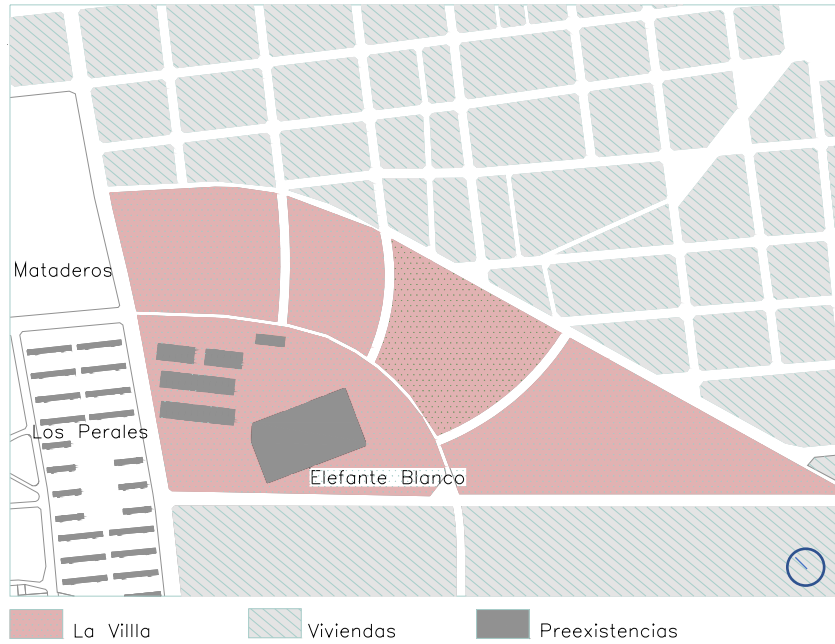 Mataderos
Los Perales
Elefante Blanco
La Villla
Viviendas
Preexistencias